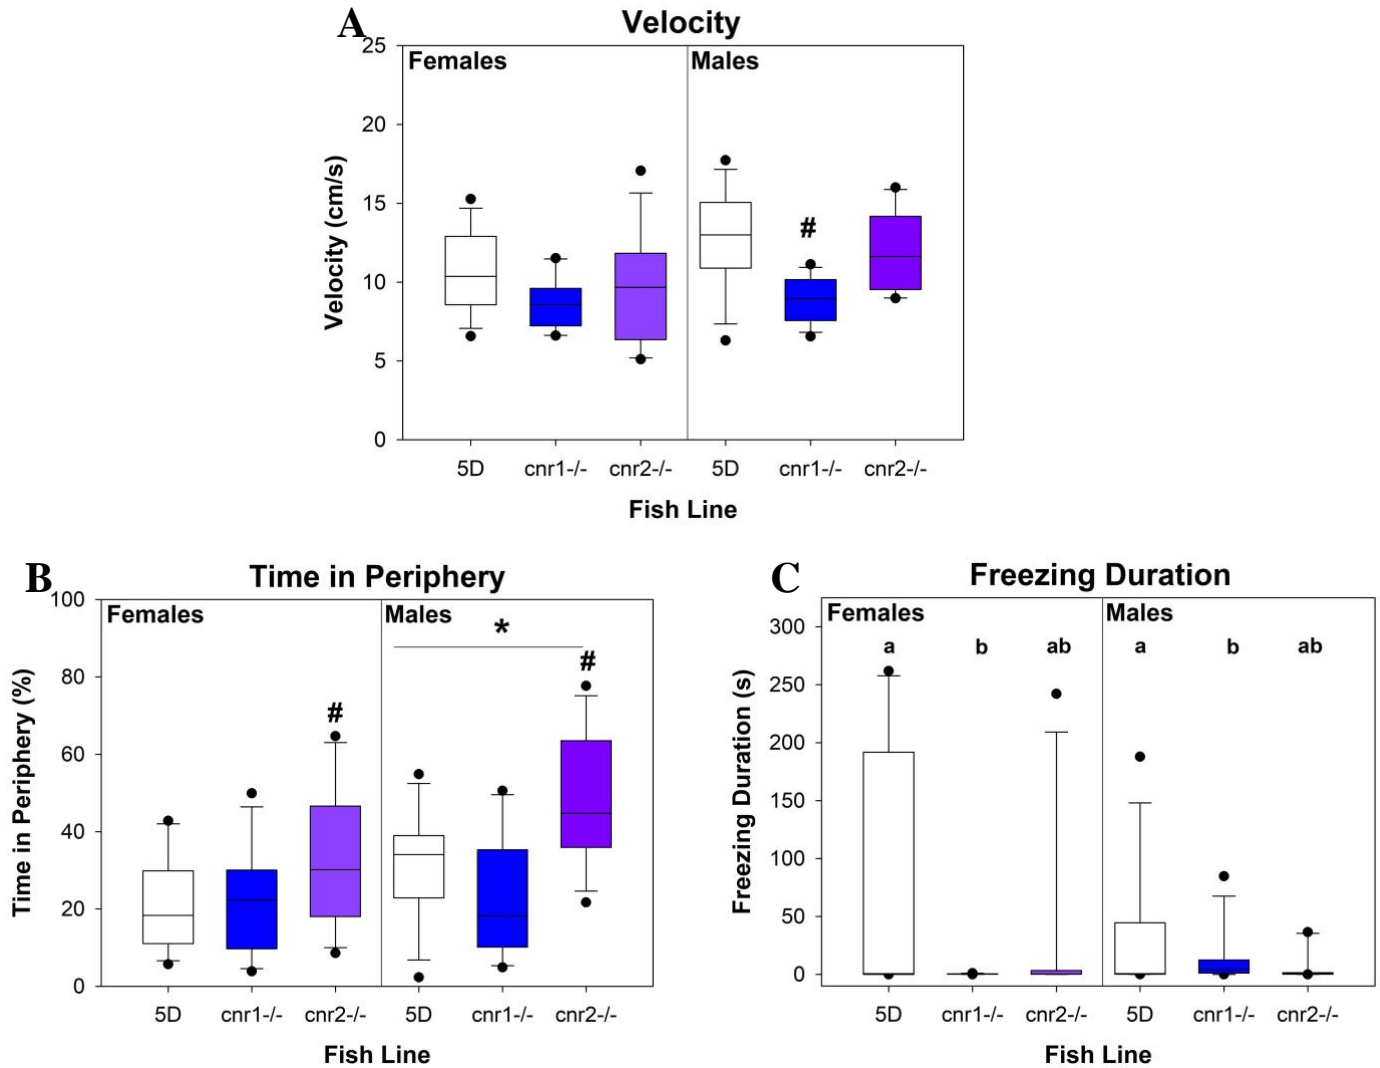 A
Velocity
Females
Males
Velocity (cm/s)
25
20
15
10
5
0
#
5D cnr1-/- cnr2-/- 5D cnr1-/- cnr2-/-
Fish Line
B
Time in Periphery
Females
Males
Time in Periphery (%)
100
80
60
40
20
0
*
#
#
5D cnr1-/- cnr2-/- 5D cnr1-/- cnr2-/-
Fish Line
C
Freezing Duration
Females
Males
Freezing Duration (s)
300
250
200
150
100
50
0
a b ab a b ab
5D cnr1-/- cnr2-/- 5D cnr1-/- cnr2-/-
Fish Line